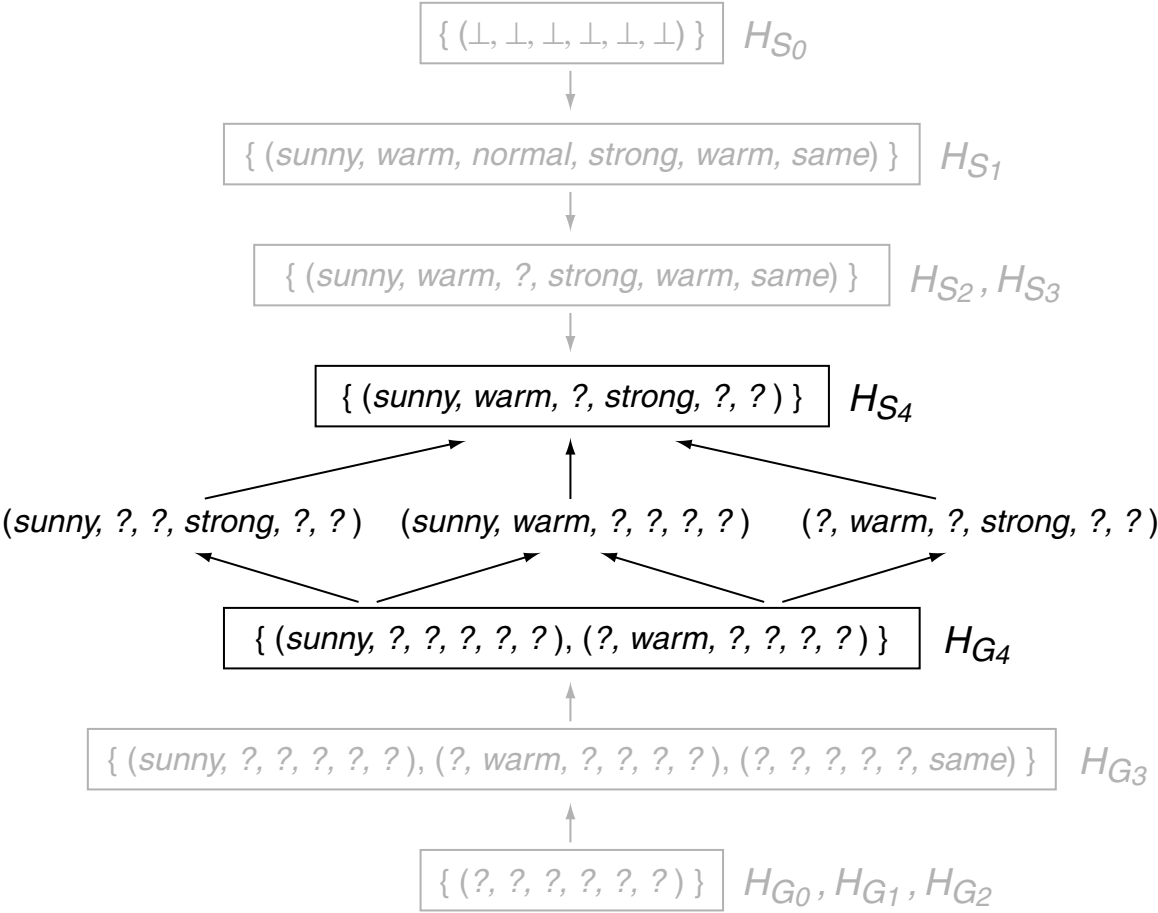 { (⊥, ⊥, ⊥, ⊥, ⊥, ⊥) } H_S0
{ (sunny, warm, normal, strong, warm, same) } H_S1
{ (sunny, warm, ?, strong, warm, same) } H_S2 , H_S3
{ (sunny, warm, ?, strong, ?, ? ) } H_S4
(sunny, ?, ?, strong, ?, ? ) (sunny, warm, ?, ?, ?, ? ) (?, warm, ?, strong, ?, ? )
{ (sunny, ?, ?, ?, ?, ? ), (?, warm, ?, ?, ?, ? ) } H_G4
{ (sunny, ?, ?, ?, ?, ? ), (?, warm, ?, ?, ?, ? ), (?, ?, ?, ?, ?, same) } H_G3
{ (?, ?, ?, ?, ?, ? ) } H_G0 , H_G1 , H_G2